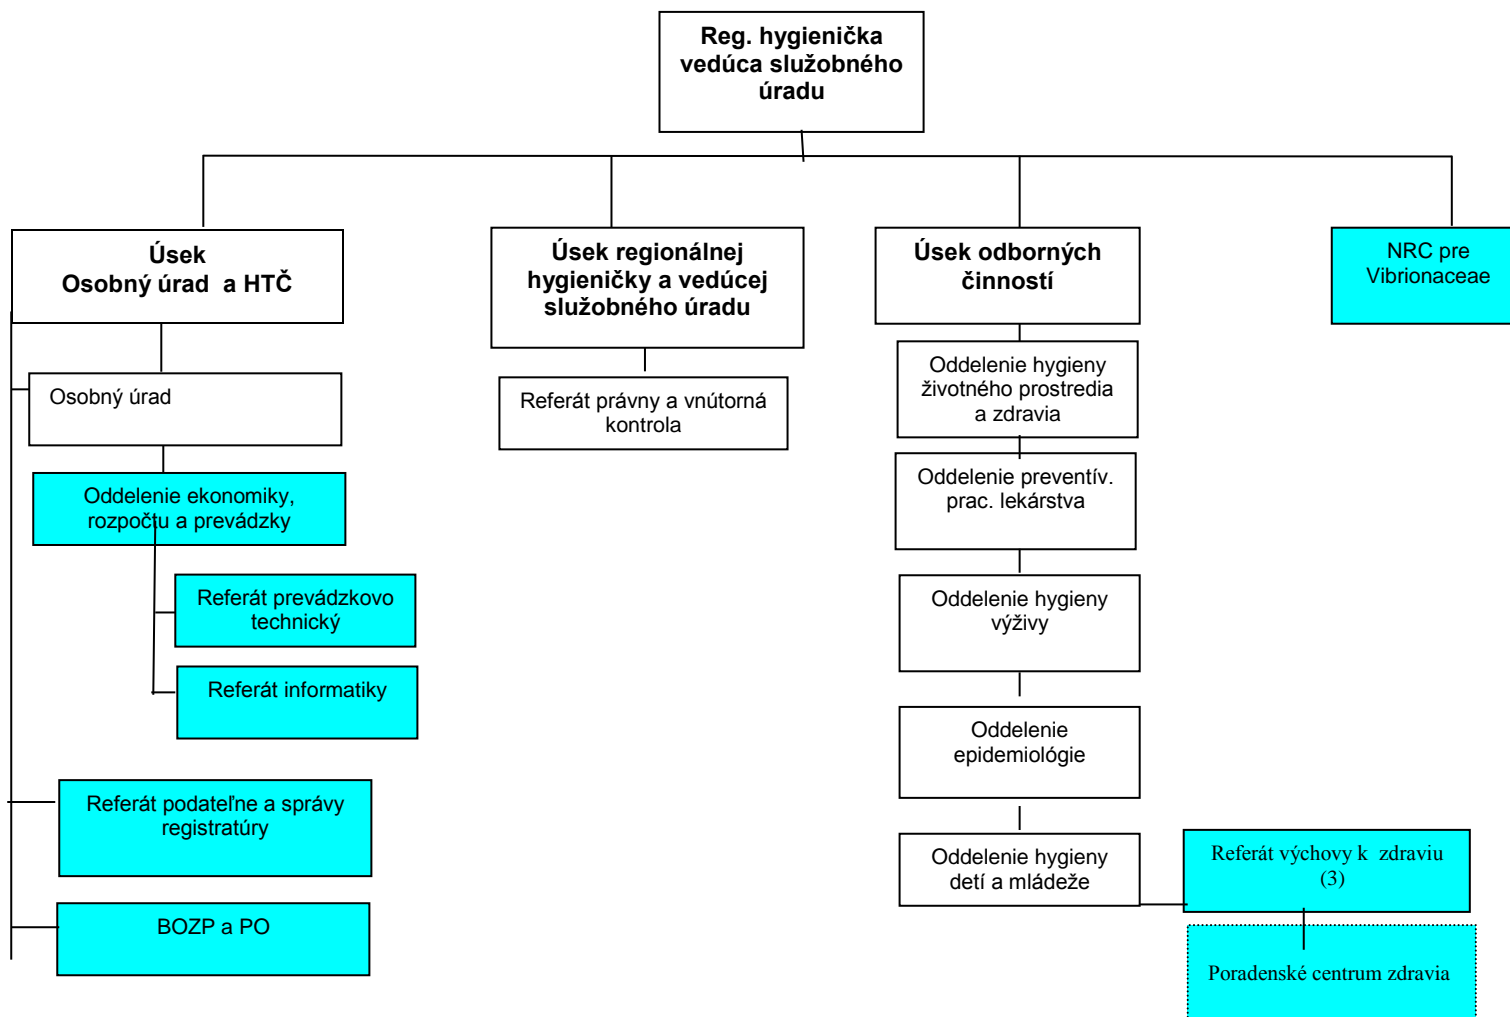 Reg. hygienička
vedúca služobného
úradu
Úsek
Osobný úrad a HTČ
Osobný úrad
Oddelenie ekonomiky,
rozpočtu a prevádzky
Referát prevádzkovo
technický
Referát informatiky
Referát podateľne a správy
registratúry
BOZP a PO
Úsek regionálnej
hygieničky a vedúcej
služobného úradu
Referát právny a vnútorná
kontrola
Úsek odborných
činností
Oddelenie hygieny
životného prostredia
a zdravia
Oddelenie preventív.
prac. lekárstva
Oddelenie hygieny
výživy
Oddelenie
epidemiológie
Oddelenie hygieny
detí a mládeže
Referát výchovy k zdraviu
(3)
Poradenské centrum zdravia
NRC pre
Vibrionaceae